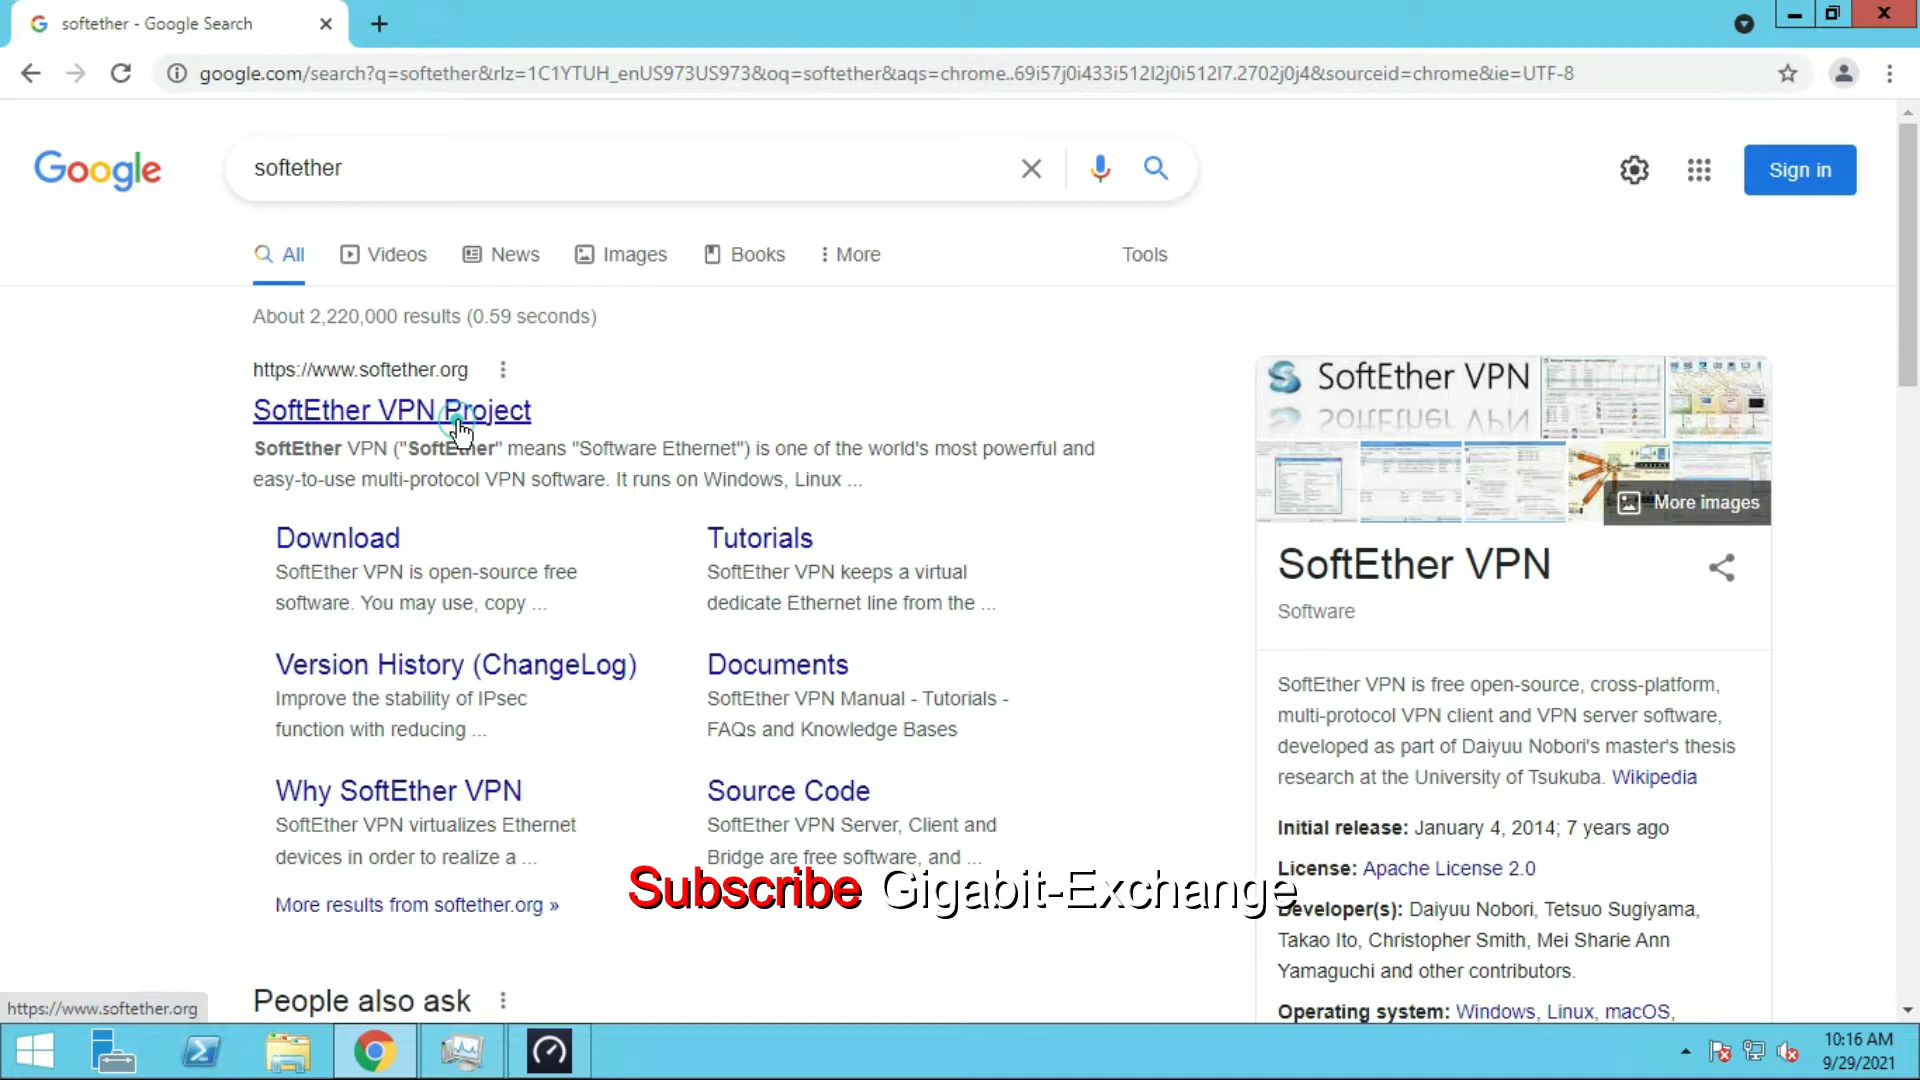 softether - Google Search
google.com/search?q=softether&rlz=1C1YTUH_enUS973US973&oq=softether&aqs=chrome..69i57j0i433i512l2j0i512l7.2702j0j4&sourceid=chrome&ie=UTF-8
Google
softether
Sign in
All
Videos
News
Images
Books
More
Tools
About 2,220,000 results (0.59 seconds)
https://www.softether.org
SoftEther VPN Project
SoftEther VPN ("SoftEther" means "Software Ethernet") is one of the world's most powerful and
easy-to-use multi-protocol VPN software. It runs on Windows, Linux ...
Download
SoftEther VPN is open-source free
software. You may use, copy ...
Tutorials
SoftEther VPN keeps a virtual
dedicate Ethernet line from the ...
Version History (ChangeLog)
Improve the stability of IPsec
function with reducing ...
Documents
SoftEther VPN Manual - Tutorials -
FAQs and Knowledge Bases
Why SoftEther VPN
SoftEther VPN virtualizes Ethernet
devices in order to realize a ...
Source Code
SoftEther VPN Server, Client and
Bridge are free software, and ...
More results from softether.org »
People also ask
SoftEther VPN
More images
SoftEther VPN
Software
SoftEther VPN is free open-source, cross-platform,
multi-protocol VPN client and VPN server software,
developed as part of Daiyuu Nobori's master's thesis
research at the University of Tsukuba. Wikipedia
Initial release: January 4, 2014; 7 years ago
License: Apache License 2.0
Developer(s): Daiyuu Nobori, Tetsuo Sugiyama,
Takao Ito, Christopher Smith, Mei Sharie Ann
Yamaguchi and other contributors.
Operating system: Windows, Linux, macOS,
Subscribe Gigabit-Exchange
https://www.softether.org
10:16 AM
9/29/2021